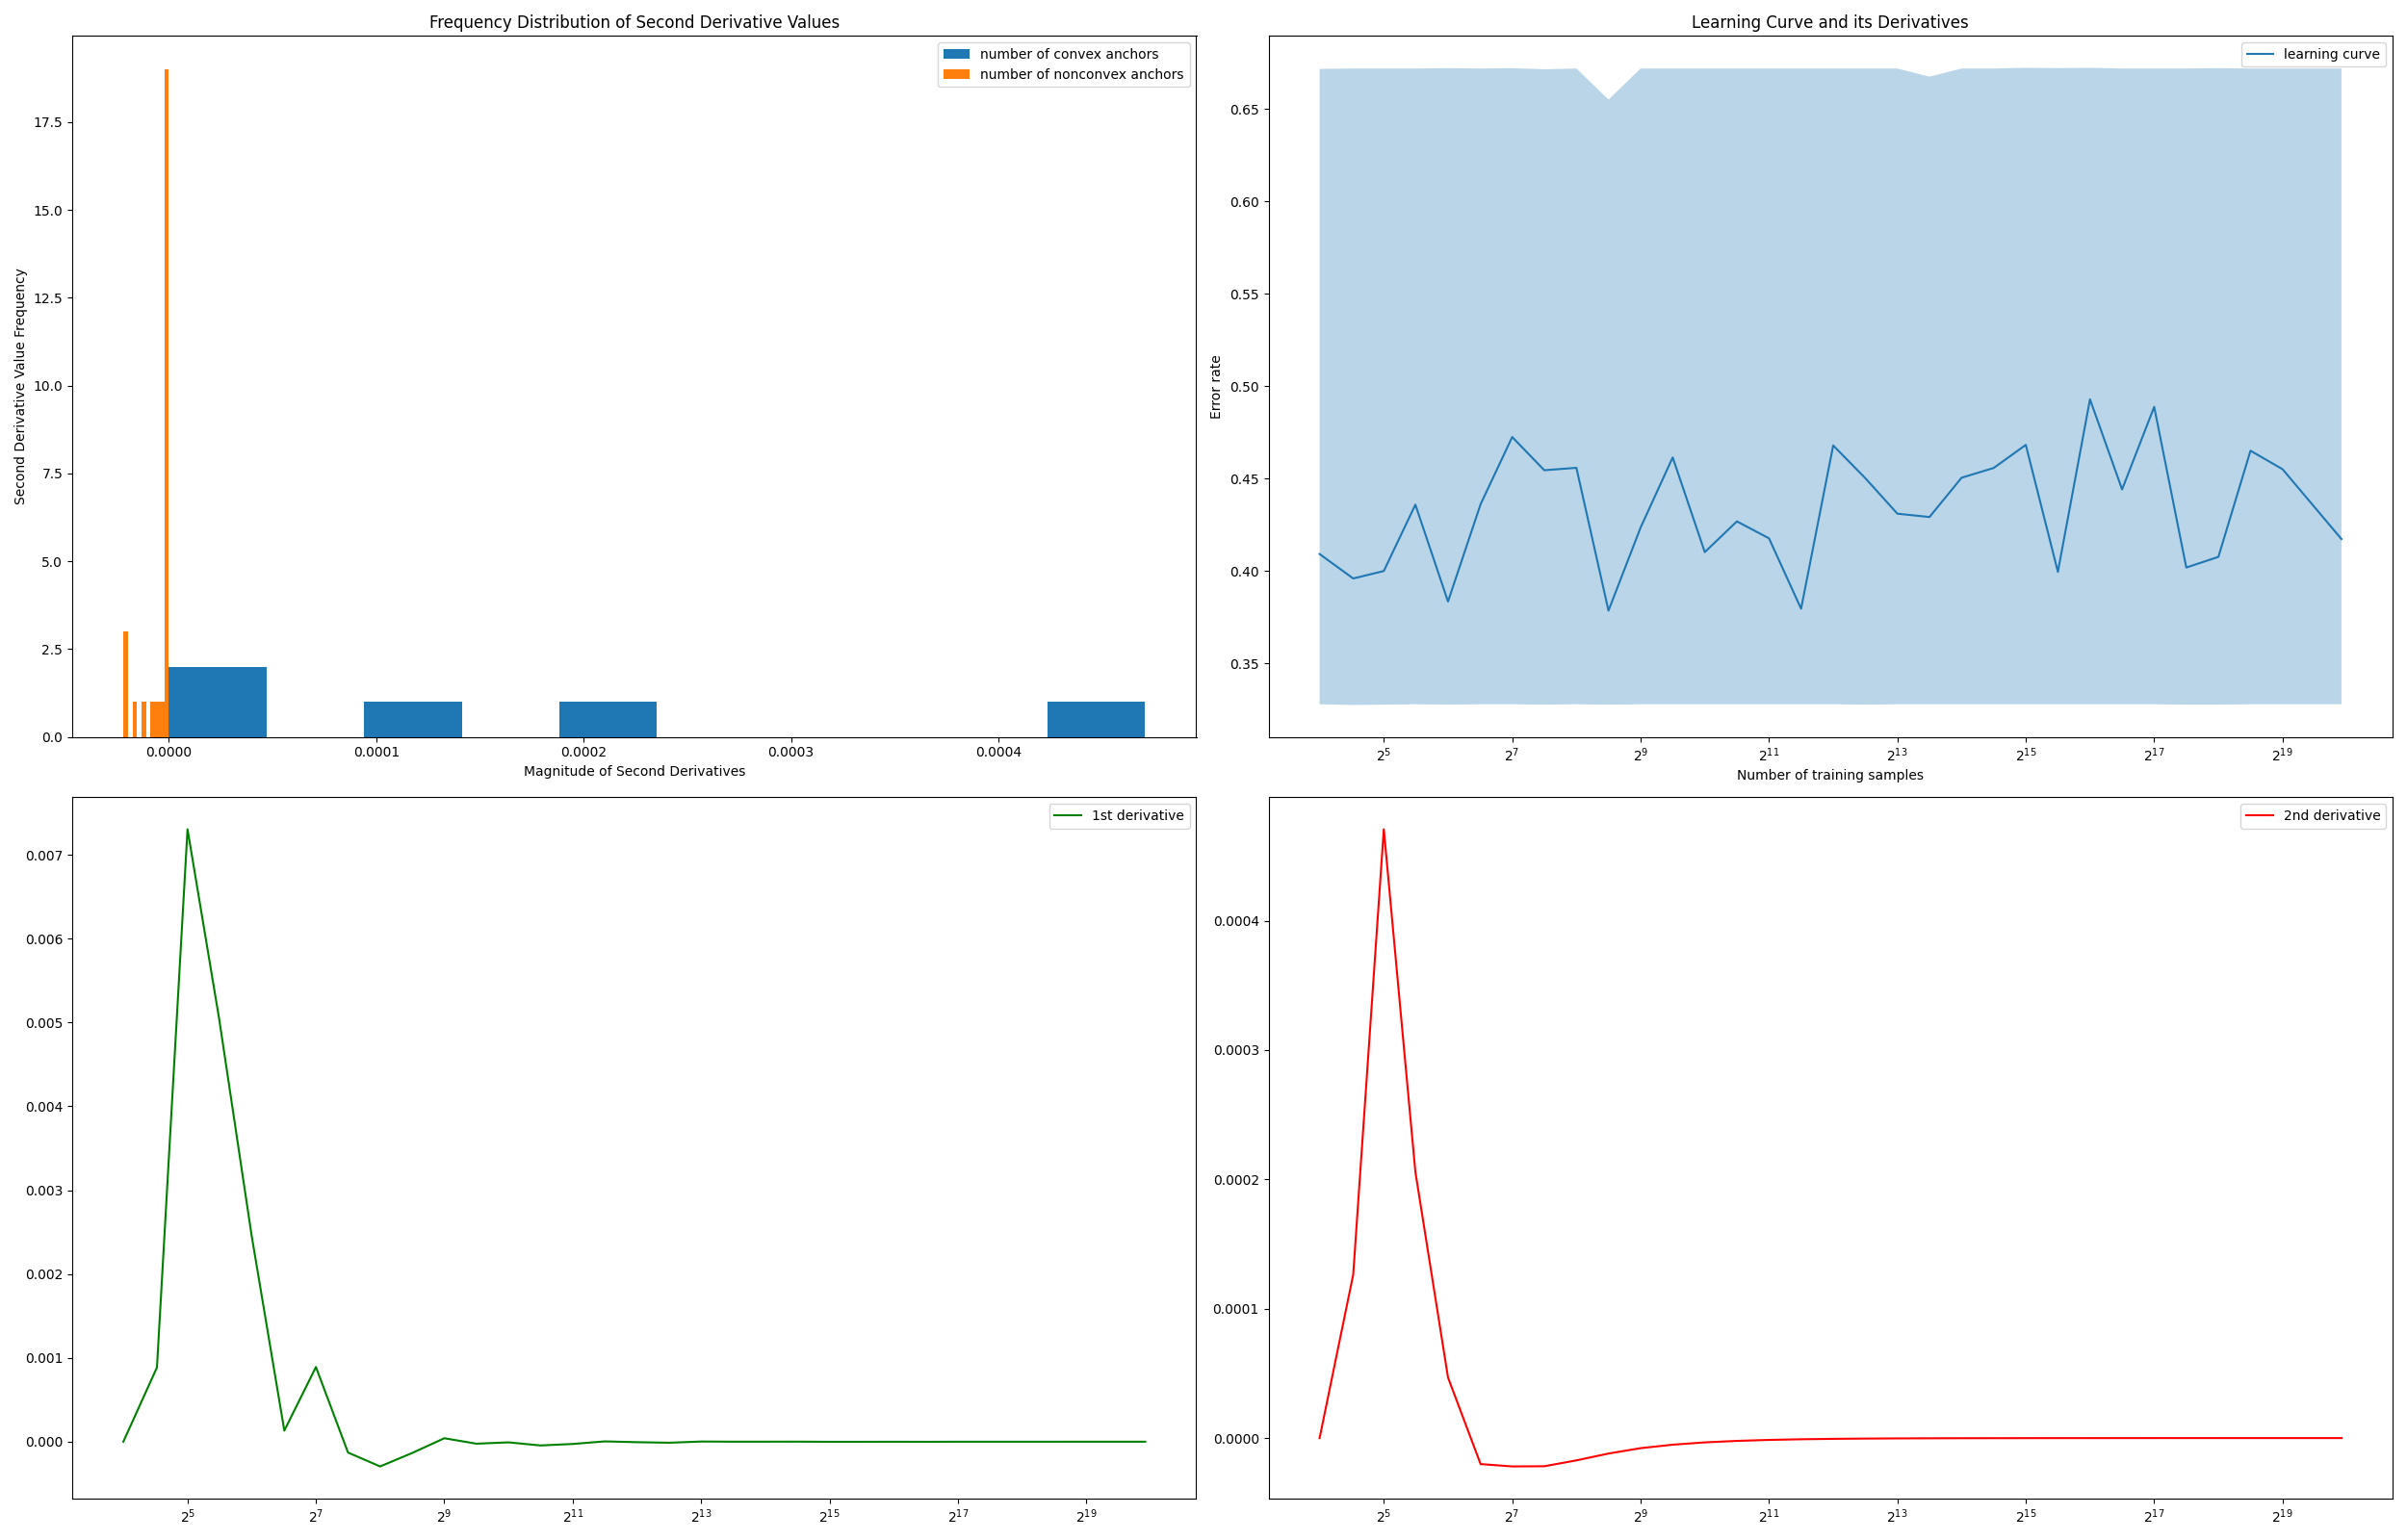 Frequency Distribution of Second Derivative Values
number of convex anchors
number of nonconvex anchors
Second Derivative Value Frequency
17.5
15.0
12.5
10.0
7.5
5.0
2.5
0.0
0.0000 0.0001 0.0002 0.0003 0.0004
Magnitude of Second Derivatives
Learning Curve and its Derivatives
learning curve
Error rate
0.65
0.60
0.55
0.50
0.45
0.40
0.35
2^5 2^7 2^9 2^11 2^13 2^15 2^17 2^19
Number of training samples
1st derivative
0.007
0.006
0.005
0.004
0.003
0.002
0.001
0.000
2^5 2^7 2^9 2^11 2^13 2^15 2^17 2^19
2nd derivative
0.0004
0.0003
0.0002
0.0001
0.0000
2^5 2^7 2^9 2^11 2^13 2^15 2^17 2^19